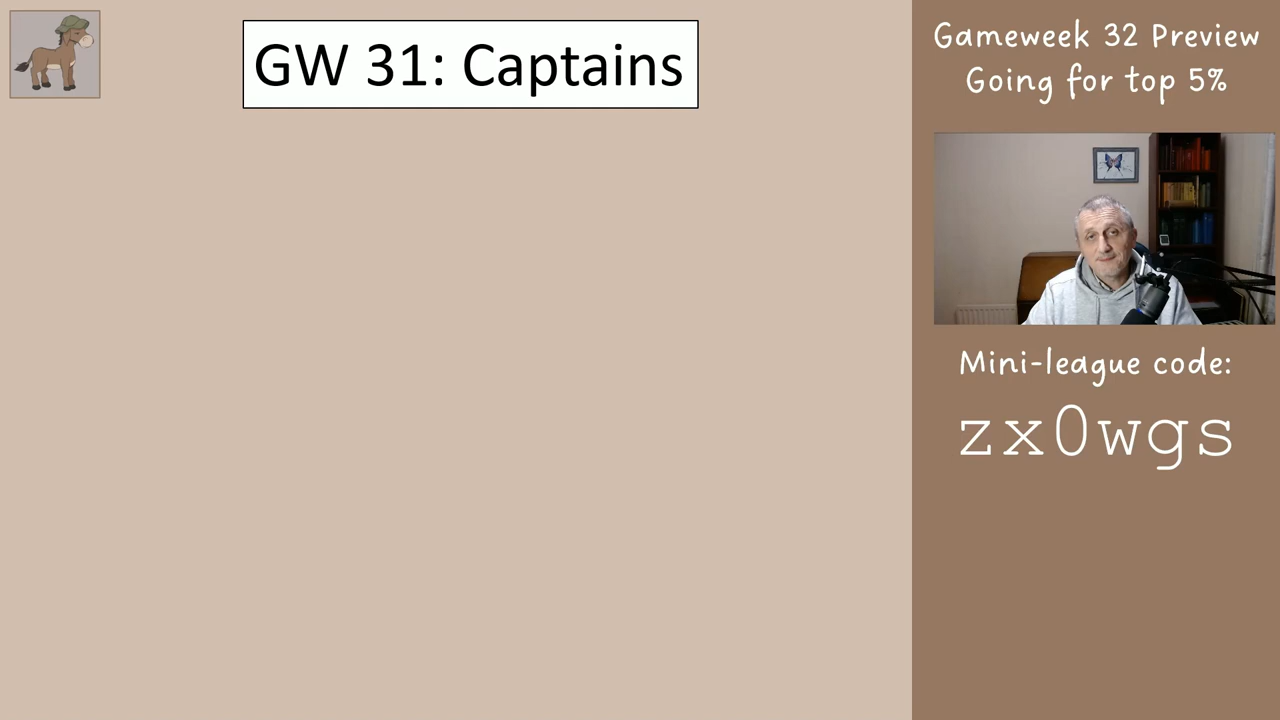 GW 31: Captains
Gameweek 32 Preview
Going for top 5%
Mini-league code:
zx0wgs